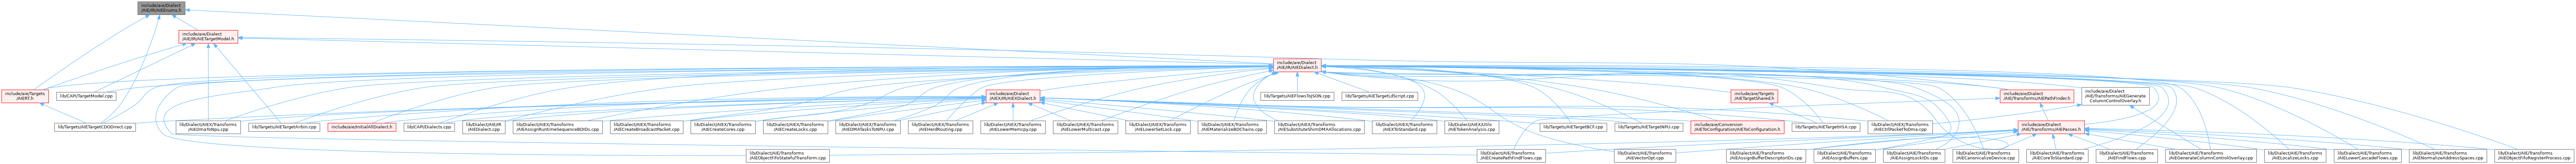 include/aie/Dialect
/AIE/IR/AIEEnums.h
include/aie/Dialect
/AIE/IR/AIETargetModel.h
include/aie/Dialect
/AIE/IR/AIEDialect.h
include/aie/Targets
/AIERT.h
lib/CAPI/TargetModel.cpp
include/aie/Dialect
/AIEX/IR/AIEXDialect.h
lib/Targets/AIEFlowsToJSON.cpp
lib/Targets/AIETargetLdScript.cpp
include/aie/Targets
/AIETargetShared.h
include/aie/Dialect
/AIE/Transforms/AIEPathFinder.h
include/aie/Dialect
/AIE/Transforms/AIEGenerate
ColumnControlOverlay.h
lib/Targets/AIETargetCDODirect.cpp
lib/Dialect/AIEX/Transforms
/AIEDmaToNpu.cpp
lib/Targets/AIETargetAirbin.cpp
include/aie/InitialAllDialect.h
lib/CAPI/Dialects.cpp
lib/Dialect/AIE/IR
/AIEDialect.cpp
lib/Dialect/AIEX/Transforms
/AIEAssignRuntimeSequenceBDIDs.cpp
lib/Dialect/AIEX/Transforms
/AIECreateBroadcastPacket.cpp
lib/Dialect/AIEX/Transforms
/AIECreateCores.cpp
lib/Dialect/AIEX/Transforms
/AIECreateLocks.cpp
lib/Dialect/AIEX/Transforms
/AIEDMATasksToNPU.cpp
lib/Dialect/AIEX/Transforms
/AIEHerdRouting.cpp
lib/Dialect/AIEX/Transforms
/AIELowerMemcpy.cpp
lib/Dialect/AIEX/Transforms
/AIELowerMulticast.cpp
lib/Dialect/AIEX/Transforms
/AIELowerSetLock.cpp
lib/Dialect/AIEX/Transforms
/AIEMaterializeBDChains.cpp
lib/Dialect/AIEX/Transforms
/AIESubstituteShimDMAAllocations.cpp
lib/Dialect/AIEX/Transforms
/AIEXToStandard.cpp
lib/Dialect/AIEX/Utils
/AIETokenAnalysis.cpp
lib/Targets/AIETargetBCF.cpp
lib/Targets/AIETargetNPU.cpp
include/aie/Conversion
/AIEToConfiguration/AIEToConfiguration.h
lib/Targets/AIETargetHSA.cpp
lib/Dialect/AIEX/Transforms
/AIECtrlPacketToDma.cpp
include/aie/Dialect
/AIE/Transforms/AIEPasses.h
lib/Dialect/AIE/Transforms
/AIEObjectFifoStatefulTransform.cpp
lib/Dialect/AIE/Transforms
/AIECreatePathFindFlows.cpp
lib/Dialect/AIE/Transforms
/AIEVectorOpt.cpp
lib/Dialect/AIE/Transforms
/AIEAssignBufferDescriptorIDs.cpp
lib/Dialect/AIE/Transforms
/AIEAssignBuffers.cpp
lib/Dialect/AIE/Transforms
/AIEAssignLockIDs.cpp
lib/Dialect/AIE/Transforms
/AIECanonicalizeDevice.cpp
lib/Dialect/AIE/Transforms
/AIECoreToStandard.cpp
lib/Dialect/AIE/Transforms
/AIEFindFlows.cpp
lib/Dialect/AIE/Transforms
/AIEGenerateColumnControlOverlay.cpp
lib/Dialect/AIE/Transforms
/AIELocalizeLocks.cpp
lib/Dialect/AIE/Transforms
/AIELowerCascadeFlows.cpp
lib/Dialect/AIE/Transforms
/AIENormalizeAddressSpaces.cpp
lib/Dialect/AIE/Transforms
/AIEObjectFifoRegisterProcess.cpp